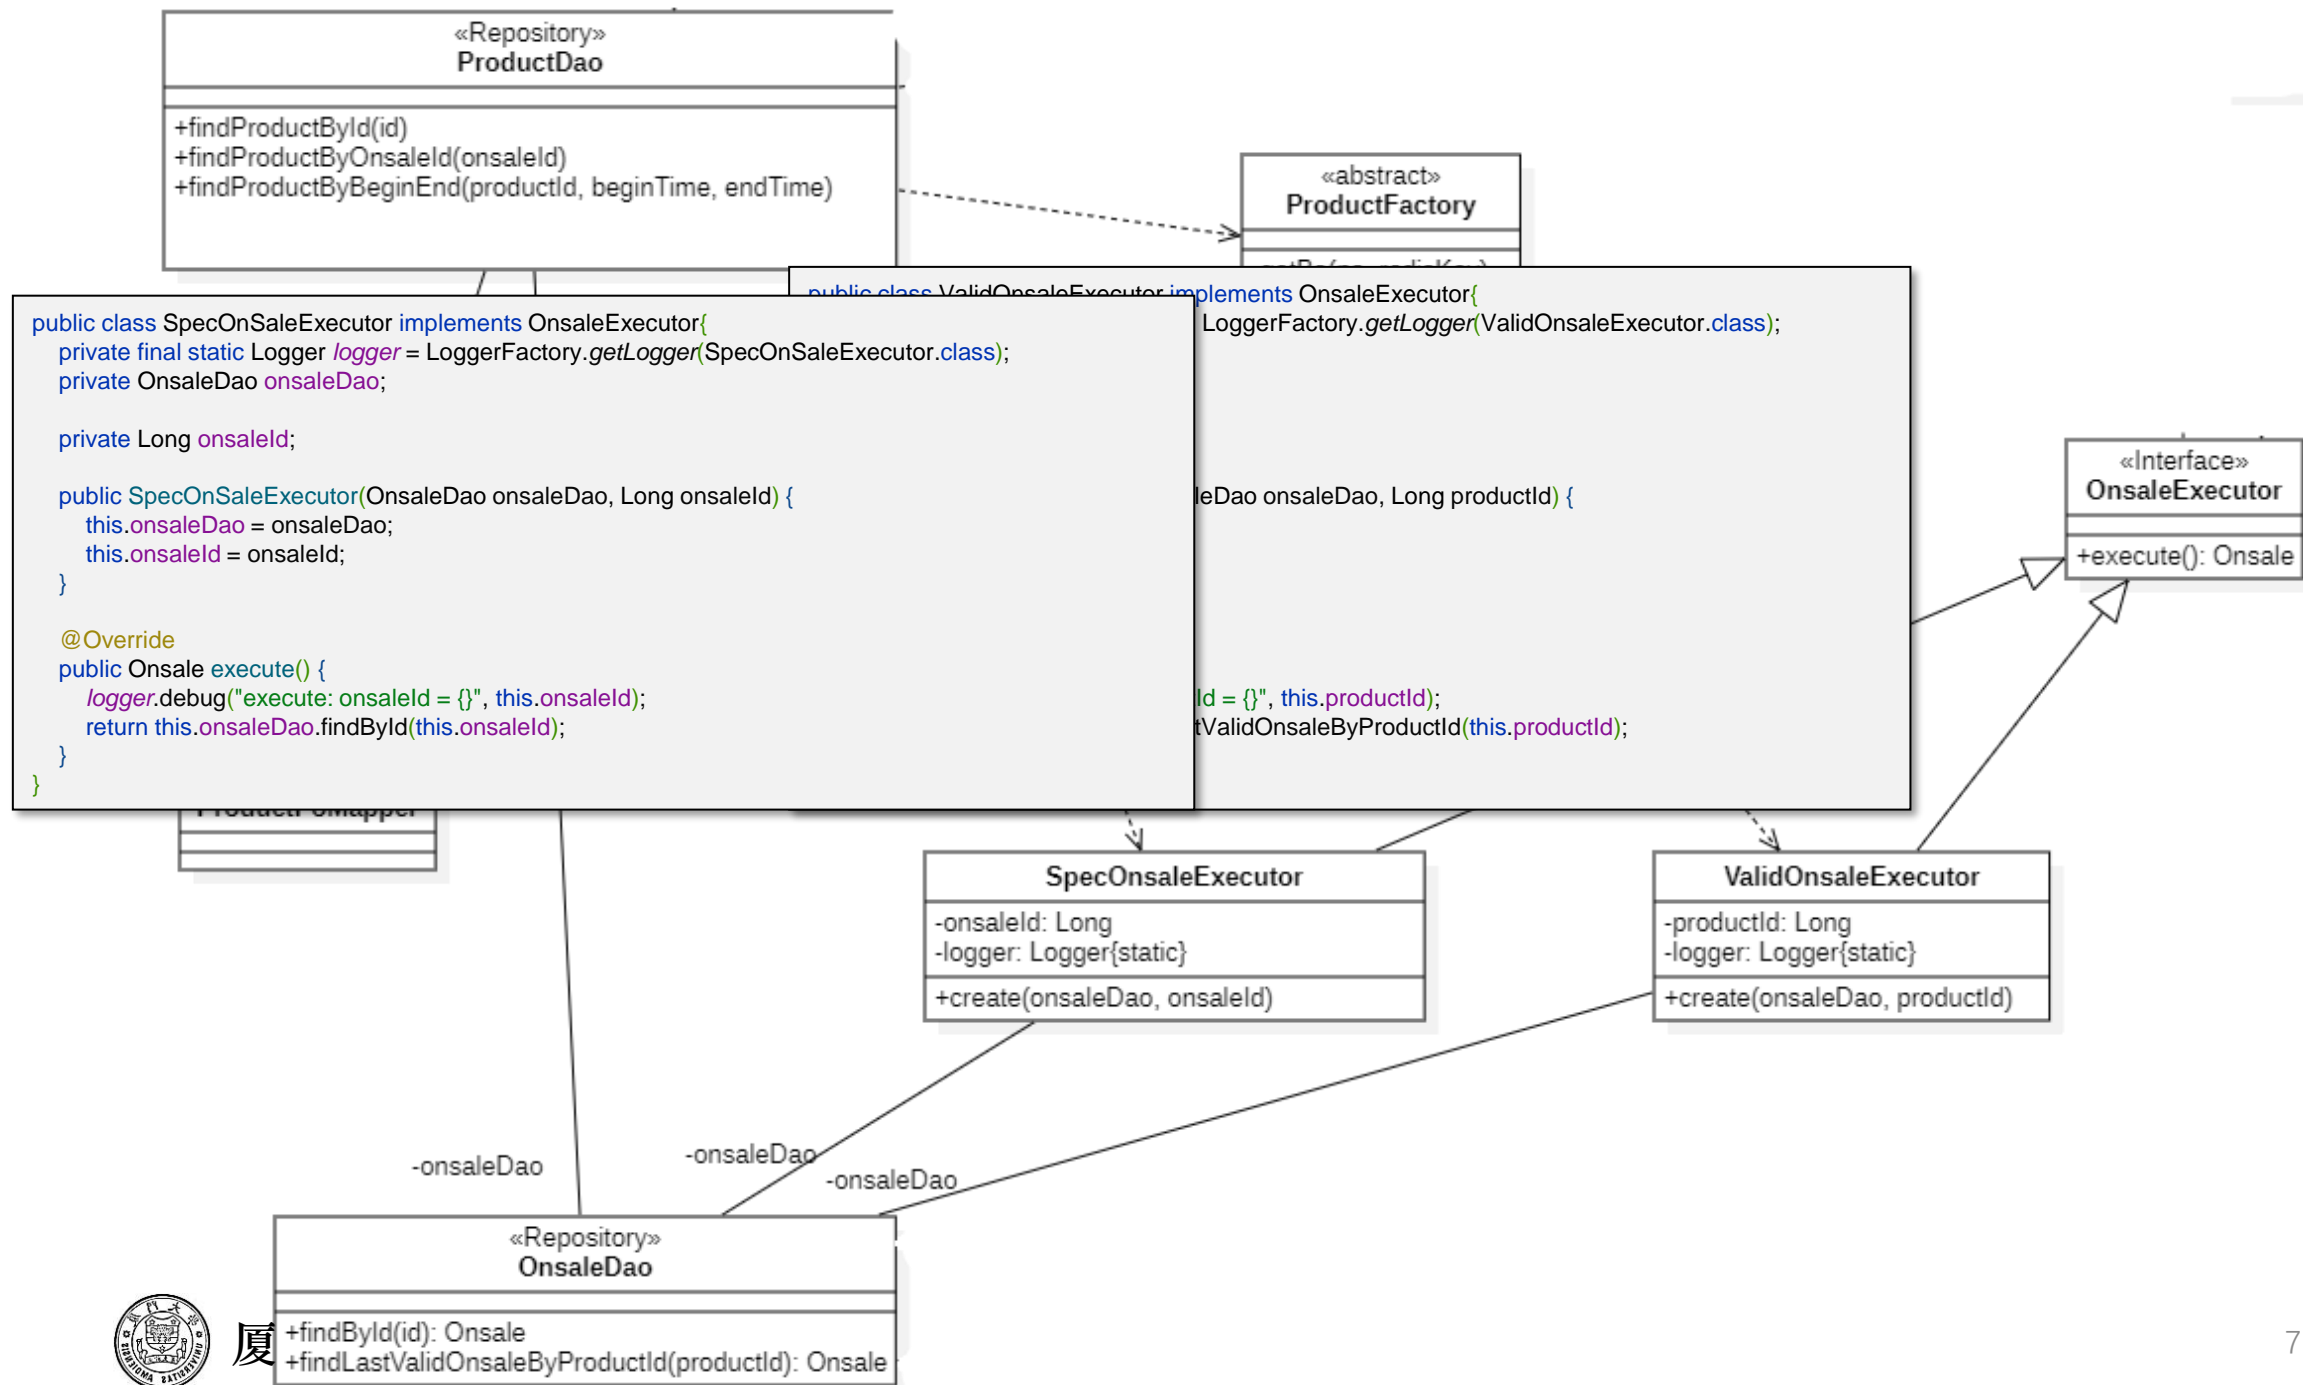 «Repository»
ProductDao
+findProductById(id)
+findProductByOnsaleId(onsaleId)
+findProductByBeginEnd(productId, beginTime, endTime)
«abstract»
ProductFactory
public class ValidOnsaleExecutor implements OnsaleExecutor{
LoggerFactory.getLogger(ValidOnsaleExecutor.class);
leDao onsaleDao, Long productId) {
Id = {}", this.productId);
tValidOnsaleByProductId(this.productId);
public class SpecOnSaleExecutor implements OnsaleExecutor{
private final static Logger logger = LoggerFactory.getLogger(SpecOnSaleExecutor.class);
private OnsaleDao onsaleDao;
private Long onsaleId;
public SpecOnSaleExecutor(OnsaleDao onsaleDao, Long onsaleId) {
this.onsaleDao = onsaleDao;
this.onsaleId = onsaleId;
}
@Override
public Onsale execute() {
logger.debug("execute: onsaleId = {}", this.onsaleId);
return this.onsaleDao.findById(this.onsaleId);
}
}
«Interface»
OnsaleExecutor
+execute(): Onsale
ProductPoMapper
SpecOnsaleExecutor
-onsaleId: Long
-logger: Logger{static}
+create(onsaleDao, onsaleId)
ValidOnsaleExecutor
-productId: Long
-logger: Logger{static}
+create(onsaleDao, productId)
-onsaleDao
-onsaleDao
-onsaleDao
«Repository»
OnsaleDao
+findById(id): Onsale
+findLastValidOnsaleByProductId(productId): Onsale
厦
7